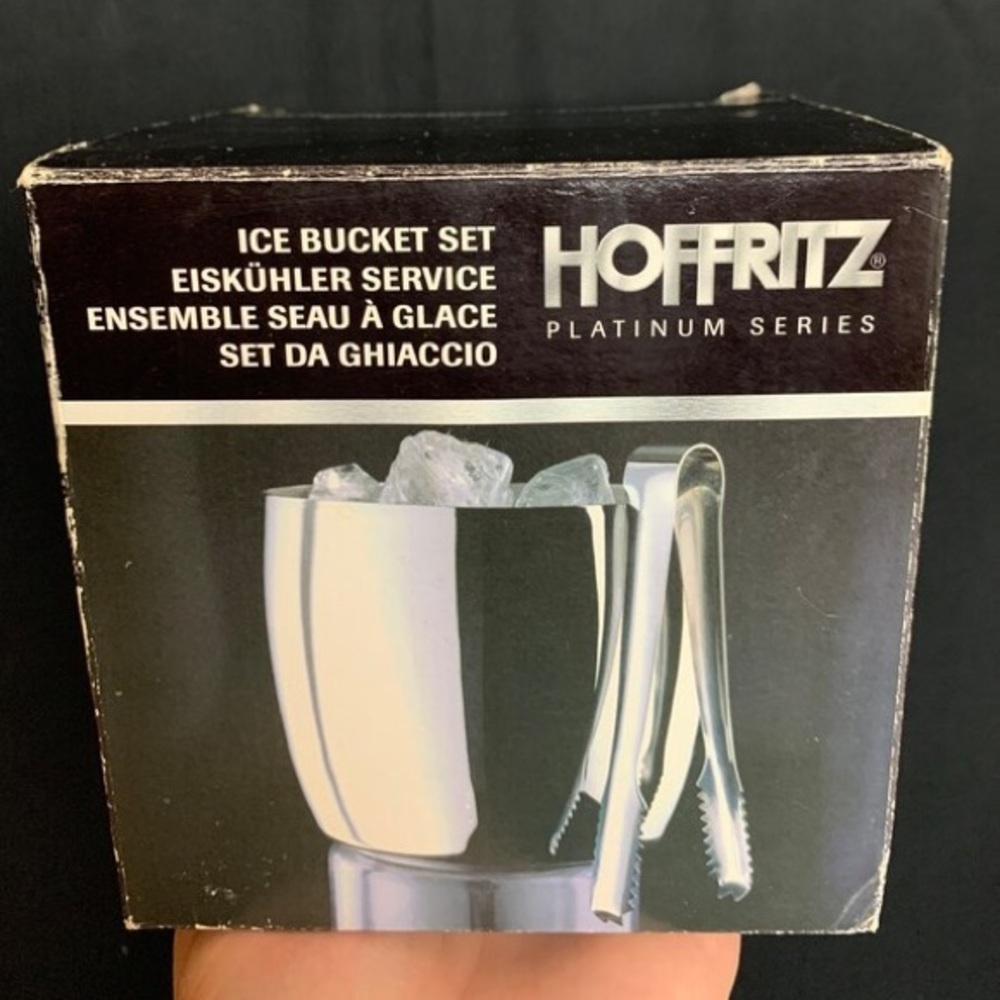 ICE BUCKET SET
EISKÜHLER SERVICE
ENSEMBLE SEAU À GLACE
SET DA GHIACCIO
HOFFRITZ®
PLATINUM SERIES